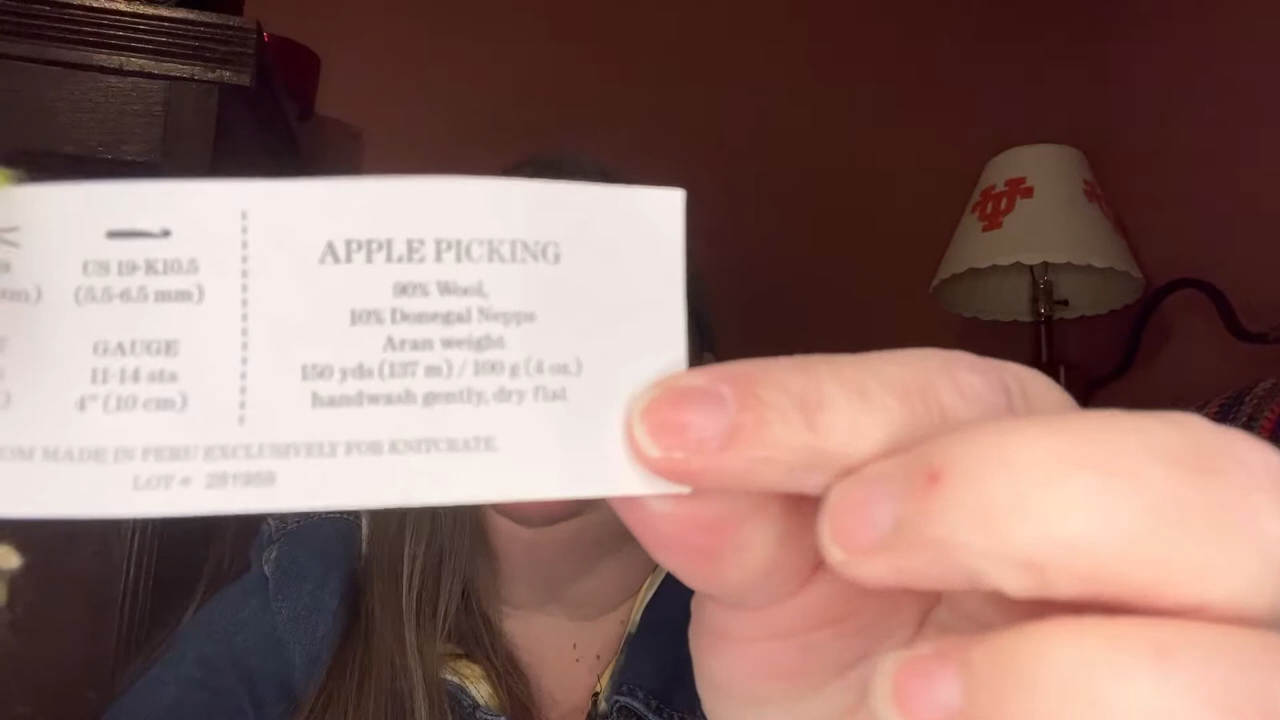 US 19-K10.5
(5.5-6.5 mm)
GAUGE
11-14 sts
4" (10 cm)
APPLE PICKING
90% Wool,
10% Donegal Nepps
Aran weight
150 yds (137 m) / 100 g (4 oz.)
handwash gently, dry flat
MADE IN PERU EXCLUSIVELY FOR KNITCRATE
LOT #